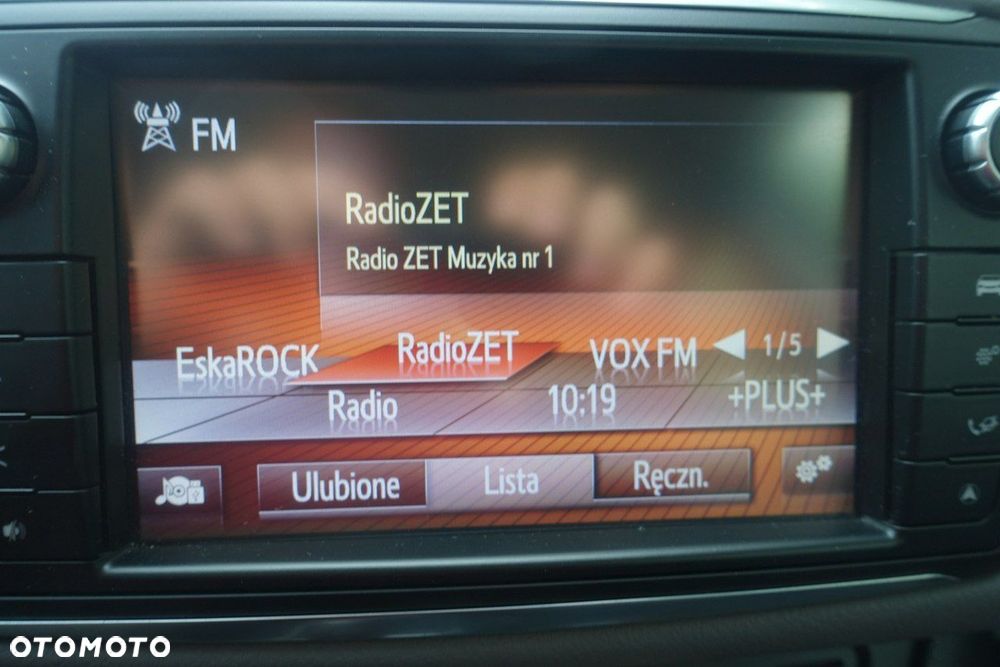 FM
RadioZET
Radio ZET Muzyka nr 1
EskaROCK RadioZET VOX FM 1/5
Radio 10:19 +PLUS+
Ulubione Lista Ręczn.
OTOMOTO